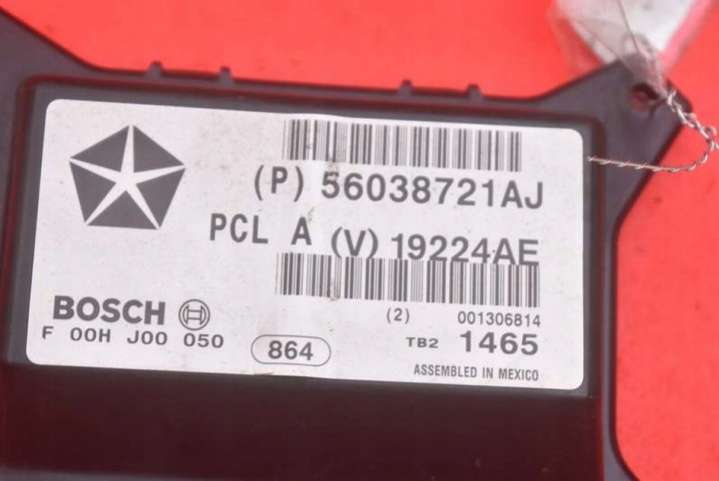 (P) 56038721AJ
PCL A (V) 19224AE
BOSCH
(2) 001306814
F 00H J00 050 864 TB2 1465
ASSEMBLED IN MEXICO